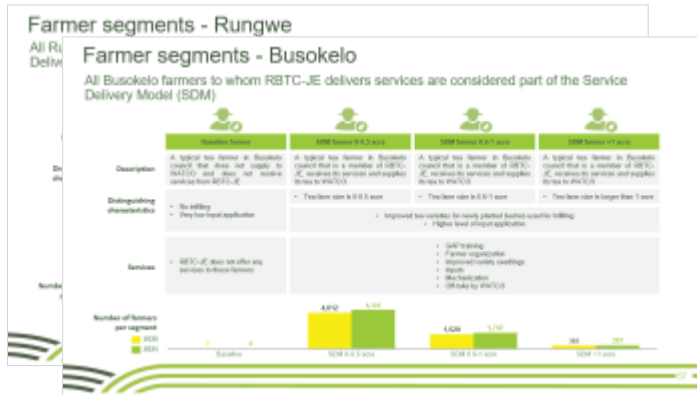 Farmer segments - Rungwe
All Ru
Delive
Farmer segments - Busokelo
All Busokelo farmers to whom RBTC-JE delivers services are considered part of the Service
Delivery Model (SDM)
Baseline farmer
SDM farmer 0-0.5 acre
SDM farmer 0.6-1 acre
SDM farmer >1 acre
Description
A typical tea farmer in Busokelo
council that does not supply to
WATCO and does not receive
services from RBTC-JE
A typical tea farmer in Busokelo
council that is a member of RBTC-
JE, receives its services and supplies
its tea to WATCO
A typical tea farmer in Busokelo
council that is a member of RBTC-
JE, receives its services and supplies
its tea to WATCO
A typical tea farmer in Busokelo
council that is a member of RBTC-
JE, receives its services and supplies
its tea to WATCO
Distinguishing
characteristics
• No infilling
• Very low input application
• Tea farm size is 0-0.5 acre
• Tea farm size is 0.6-1 acre
• Tea farm size is larger than 1 acre
• Improved tea varieties for newly planted bushes used for infilling
• Higher level of input application
Services
• RBTC-JE does not offer any
services to these farmers
• GAP training
• Farmer organization
• Improved variety seedlings
• Inputs
• Mechanization
• Off-take by WATCO
Number of farmers
per segment
2020
2025
4,012
Baseline
SDM 0-0.5 acre
SDM 0.6-1 acre
SDM >1 acre